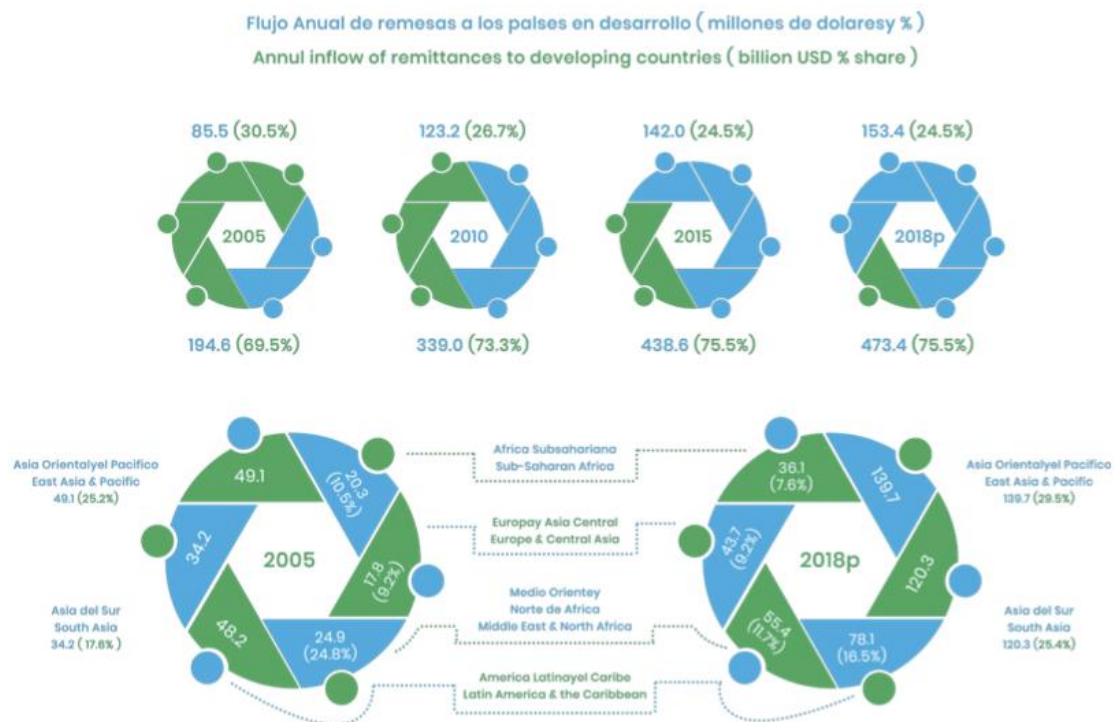 Flujo Anual de remesas a los palses en desarrollo ( millones de dolaresy % )
Annul inflow of remittances to developing countries ( billion USD % share )
85.5 (30.5%)
123.2 (26.7%)
142.0 (24.5%)
153.4 (24.5%)
2005
2010
2015
2018p
194.6 (69.5%)
339.0 (73.3%)
438.6 (75.5%)
473.4 (75.5%)
Asia Orientalyel Pacifico
East Asia & Pacific
49.1 (25.2%)
Asia del Sur
South Asia
34.2 ( 17.6% )
49.1
20.3
(10.5%)
34.2
2005
17.8
(9.2%)
48.2
24.9
(24.8%)
Africa Subsahariana
Sub-Saharan Africa
Europay Asia Central
Europe & Central Asia
Medio Orientey
Norte de Africa
Middle East & North Africa
America Latinayel Caribe
Latin America & the Caribbean
36.1
(7.6%)
139.7
43.7
(9.2%)
2018p
120.3
55.4
(11.7%)
78.1
(16.5%)
Asia Orientalyel Pacifico
East Asia & Pacific
139.7 (29.5%)
Asia del Sur
South Asia
120.3 (25.4%)